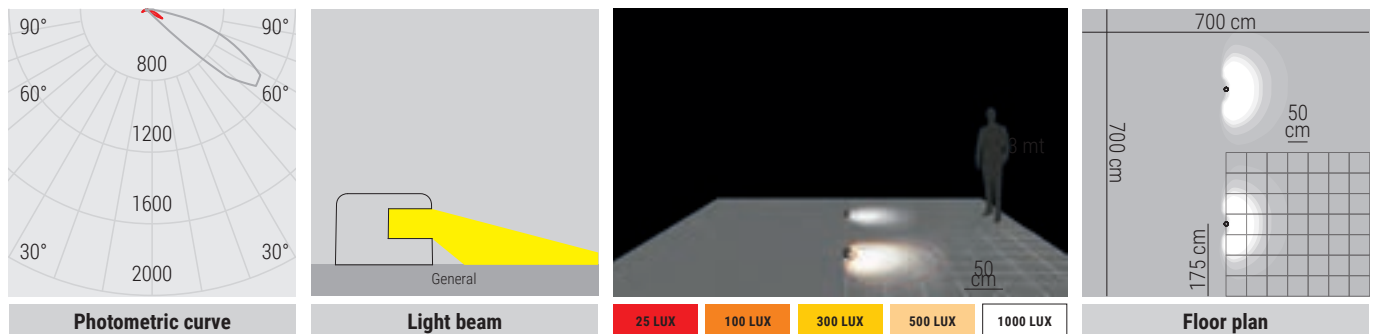 90°
90°
800
60°
60°
1200
1600
30°
30°
2000
Photometric curve
General
Light beam
3 mt
50
cm
25 LUX
100 LUX
300 LUX
500 LUX
1000 LUX
700 cm
700 cm
50
cm
175 cm
Floor plan